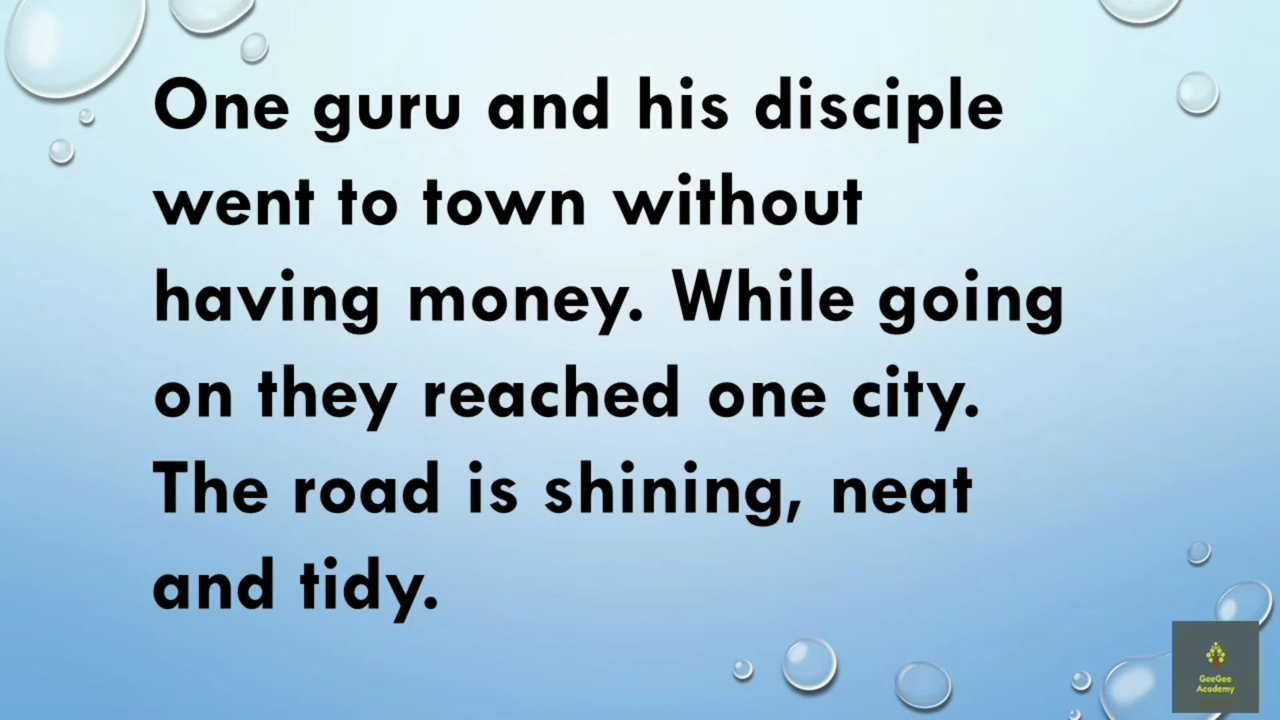 One guru and his disciple
went to town without
having money. While going
on they reached one city.
The road is shining, neat
and tidy.
GeeGee
Academy